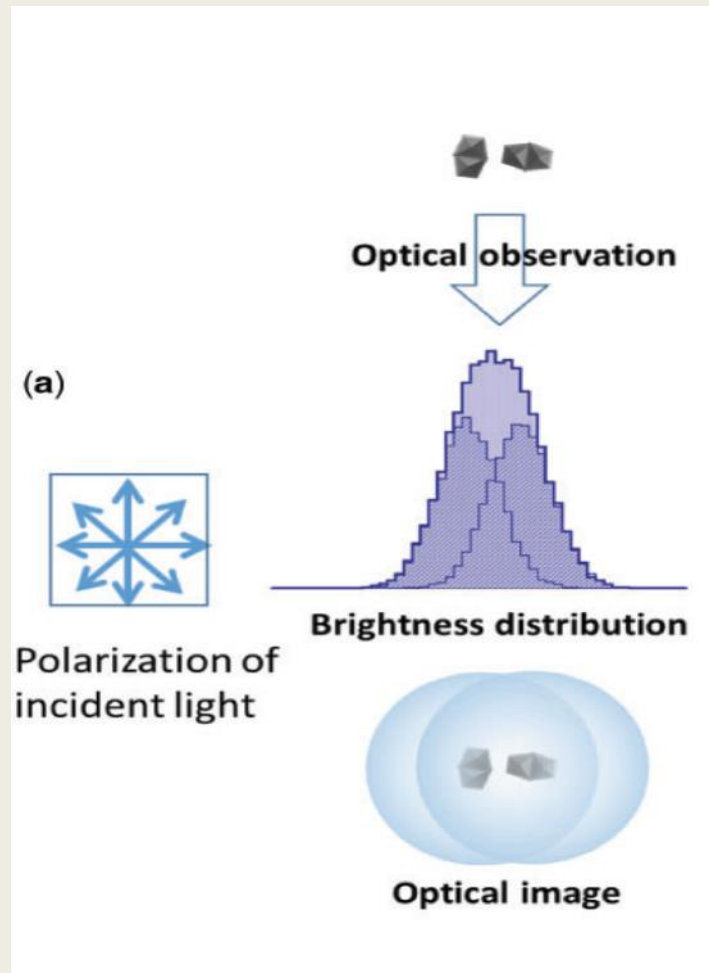 Optical observation
(a)
Brightness distribution
Polarization of
incident light
Optical image